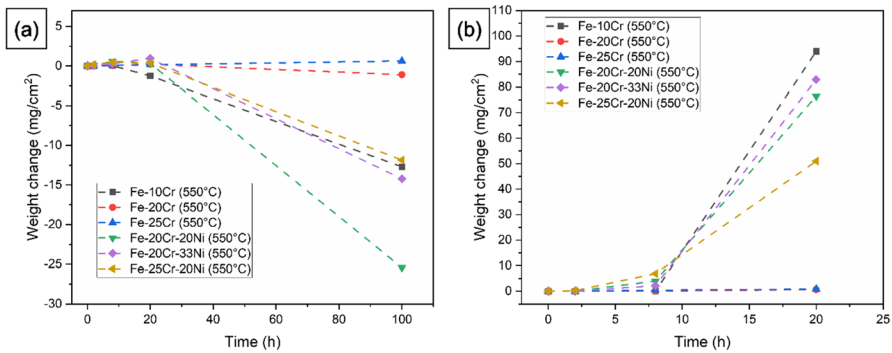 (a)
5
0
-5
-10
-15
-20
-25
-30
Weight change (mg/cm²)
Fe-10Cr (550°C)
Fe-20Cr (550°C)
Fe-25Cr (550°C)
Fe-20Cr-20Ni (550°C)
Fe-20Cr-33Ni (550°C)
Fe-25Cr-20Ni (550°C)
0 20 40 60 80 100
Time (h)
(b)
110
100
90
80
70
60
50
40
30
20
10
0
-10
Weight change (mg/cm²)
Fe-10Cr (550°C)
Fe-20Cr (550°C)
Fe-25Cr (550°C)
Fe-20Cr-20Ni (550°C)
Fe-20Cr-33Ni (550°C)
Fe-25Cr-20Ni (550°C)
0 5 10 15 20 25
Time (h)